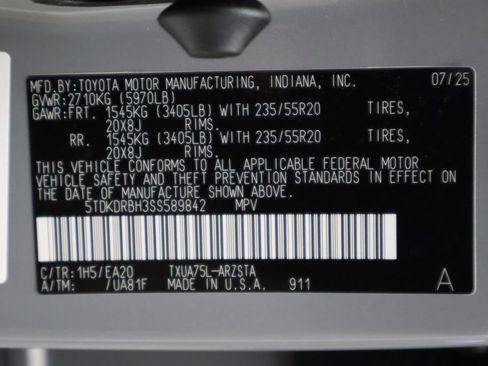 MFD.BY:TOYOTA MOTOR MANUFACTURING, INDIANA, INC. 07/25
GVWR:2710KG (5970LB)
GAWR:FRT. 1545KG (3405LB) WITH 235/55R20 TIRES,
20X8J RIMS.
RR. 1545KG (3405LB) WITH 235/55R20 TIRES,
20X8J RIMS.
THIS VEHICLE CONFORMS TO ALL APPLICABLE FEDERAL MOTOR
VEHICLE SAFETY AND THEFT PREVENTION STANDARDS IN EFFECT ON
THE DATE OF MANUFACTURE SHOWN ABOVE.
5TDKDRBH3SS589842 MPV
C/TR:1H5/EA20 TXUA75L-ARZSTA
A/TM: /UA81F MADE IN U.S.A. 911 A